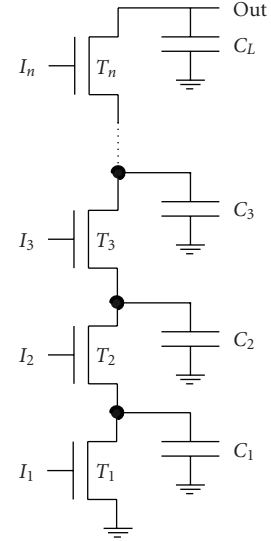 Out
I_n T_n C_L
I_3 T_3 C_3
I_2 T_2 C_2
I_1 T_1 C_1